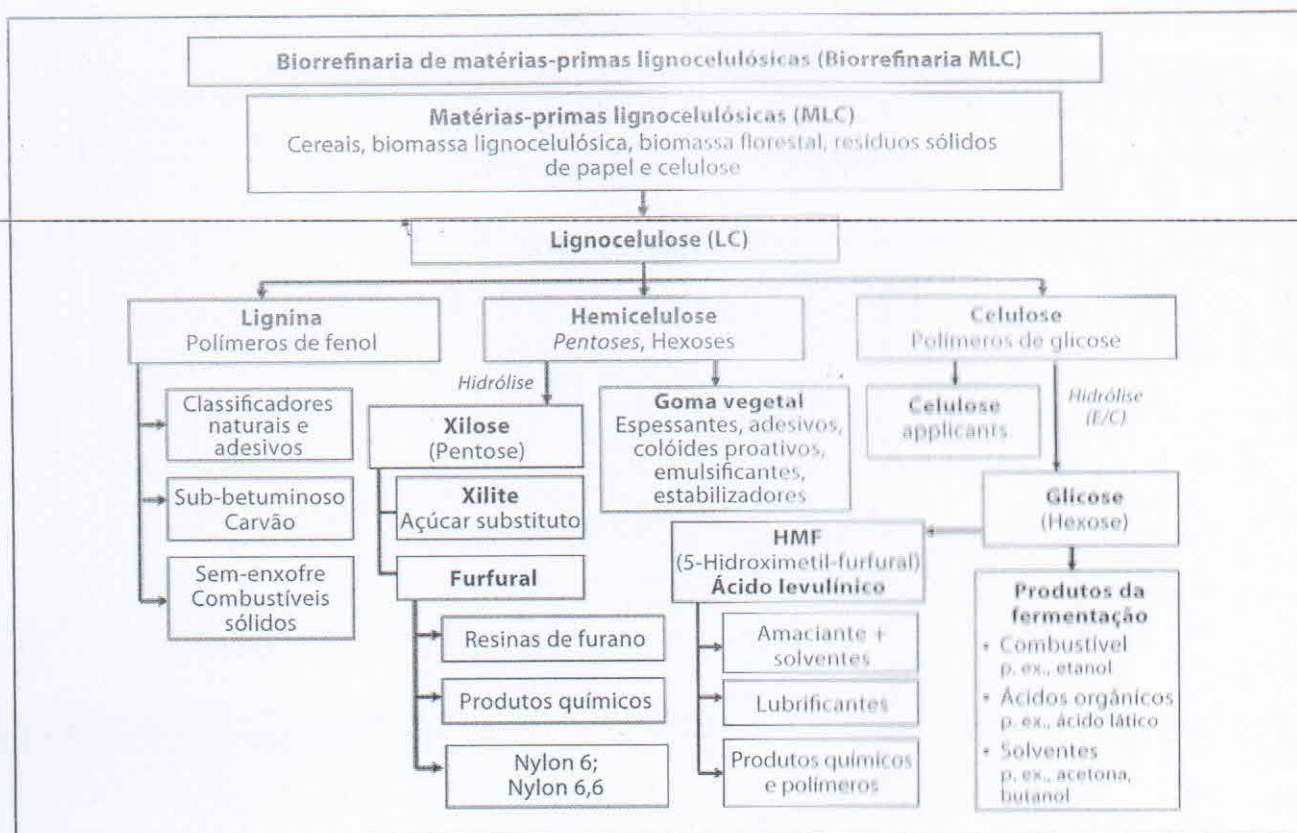 Biorrefinaria de matérias-primas lignocelulósicas (Biorrefinaria MLC)
Matérias-primas lignocelulósicas (MLC)
Cereais, biomassa lignocelulósica, biomassa florestal, resíduos sólidos
de papel e celulose
Lignocelulose (LC)
Lignina
Polímeros de fenol
Hemicelulose
Pentoses, Hexoses
Celulose
Polímeros de glicose
Hidrólise
Hidrólise
(E/C)
Classificadores
naturais e
adesivos
Sub-betuminoso
Carvão
Sem-enxofre
Combustíveis
sólidos
Xilose
(Pentose)
Xilite
Açúcar substituto
Furfural
Resinas de furano
Produtos químicos
Nylon 6;
Nylon 6,6
Goma vegetal
Espessantes, adesivos,
colóides proativos,
emulsificantes,
estabilizadores
Celulose
applicants
Glicose
(Hexose)
HMF
(5-Hidroximetil-furfural)
Ácido levulínico
Amaciante +
solventes
Lubrificantes
Produtos químicos
e polímeros
Produtos da
fermentação
• Combustível
p. ex., etanol
• Ácidos orgânicos
p. ex., ácido lático
• Solventes
p. ex., acetona,
butanol